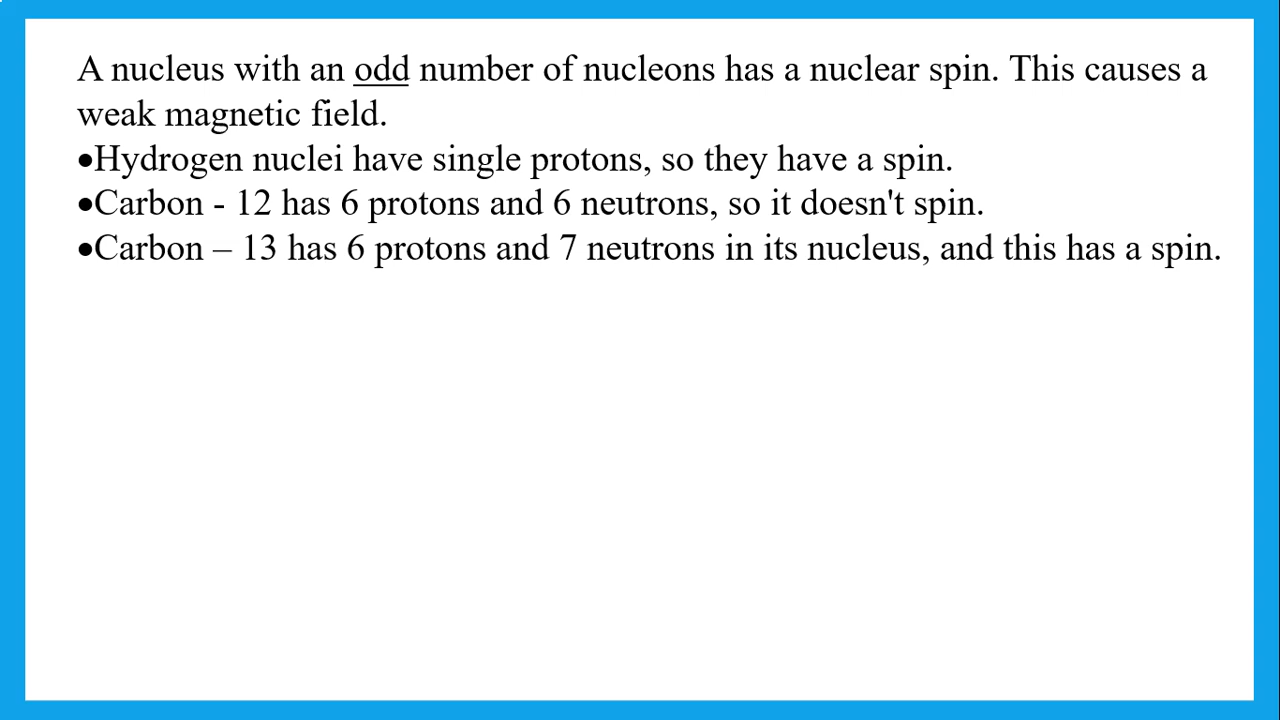 A nucleus with an odd number of nucleons has a nuclear spin. This causes a
weak magnetic field.
•Hydrogen nuclei have single protons, so they have a spin.
•Carbon - 12 has 6 protons and 6 neutrons, so it doesn't spin.
•Carbon – 13 has 6 protons and 7 neutrons in its nucleus, and this has a spin.